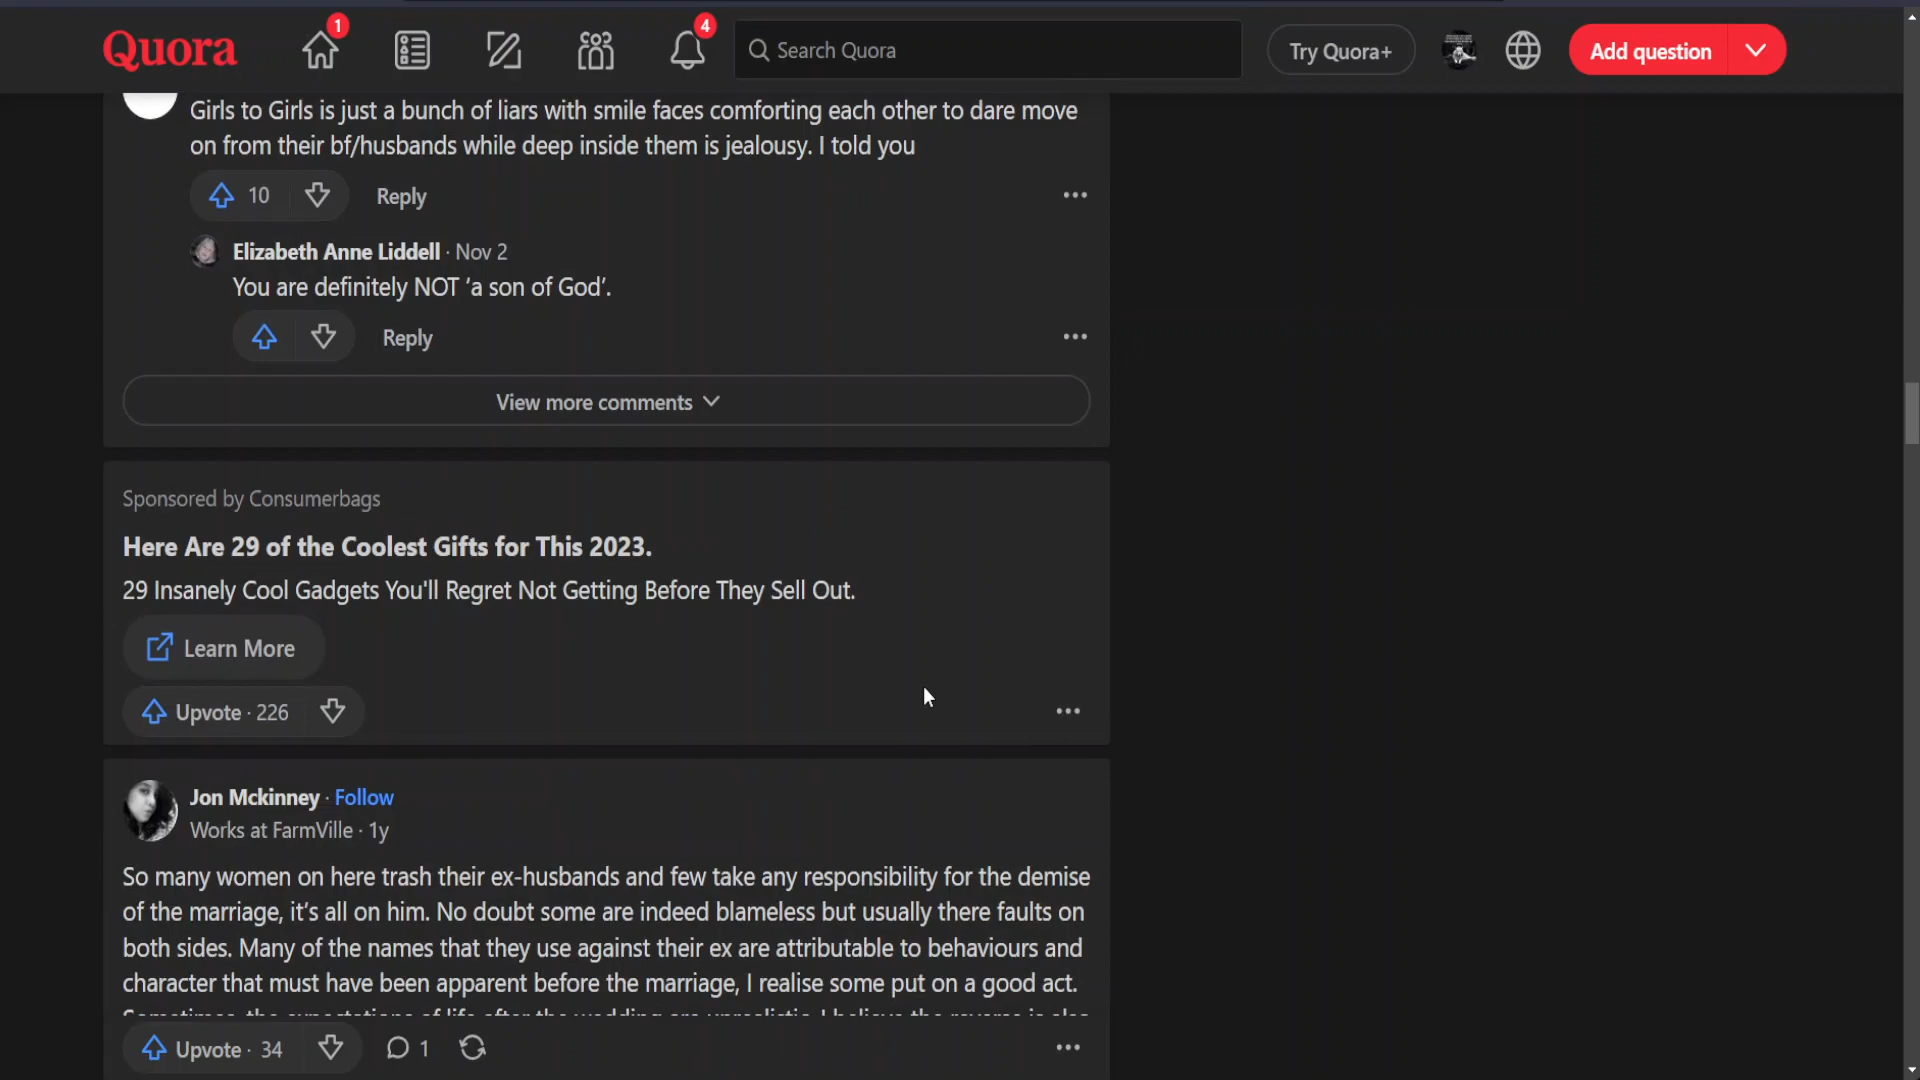 1
4
Quora
Search Quora
Try Quora+
Add question
Girls to Girls is just a bunch of liars with smile faces comforting each other to dare move
on from their bf/husbands while deep inside them is jealousy. I told you
10
Reply
Elizabeth Anne Liddell · Nov 2
You are definitely NOT ‘a son of God’.
Reply
View more comments
Sponsored by Consumerbags
Here Are 29 of the Coolest Gifts for This 2023.
29 Insanely Cool Gadgets You'll Regret Not Getting Before They Sell Out.
Learn More
Upvote · 226
Jon Mckinney · Follow
Works at FarmVille · 1y
So many women on here trash their ex-husbands and few take any responsibility for the demise
of the marriage, it’s all on him. No doubt some are indeed blameless but usually there faults on
both sides. Many of the names that they use against their ex are attributable to behaviours and
character that must have been apparent before the marriage, I realise some put on a good act.
Upvote · 34
1